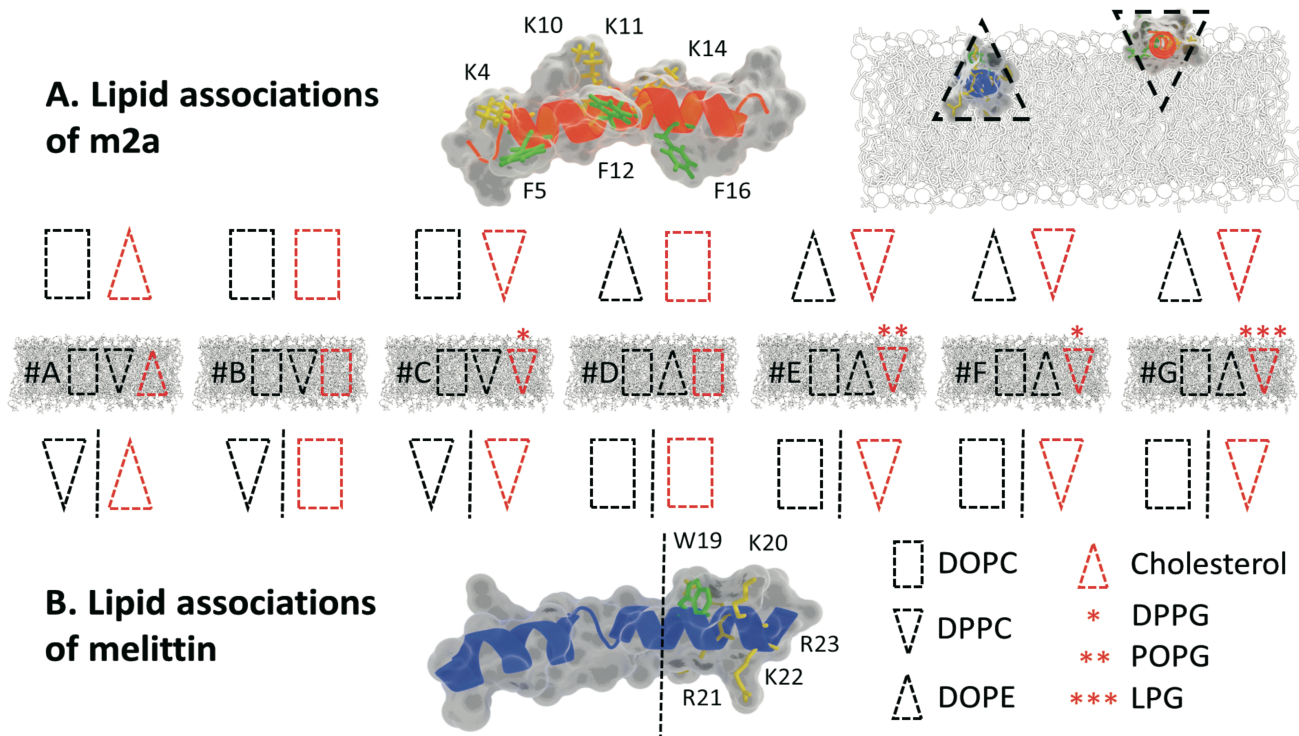 A. Lipid associations
of m2a
K10
K11
K14
K4
F5
F12
F16
* ** * ***
#A #B #C #D #E #F #G
B. Lipid associations
of melittin
W19
K20
R23
K22
R21
DOPC
DPPC
DOPE
Cholesterol
* DPPG
** POPG
*** LPG